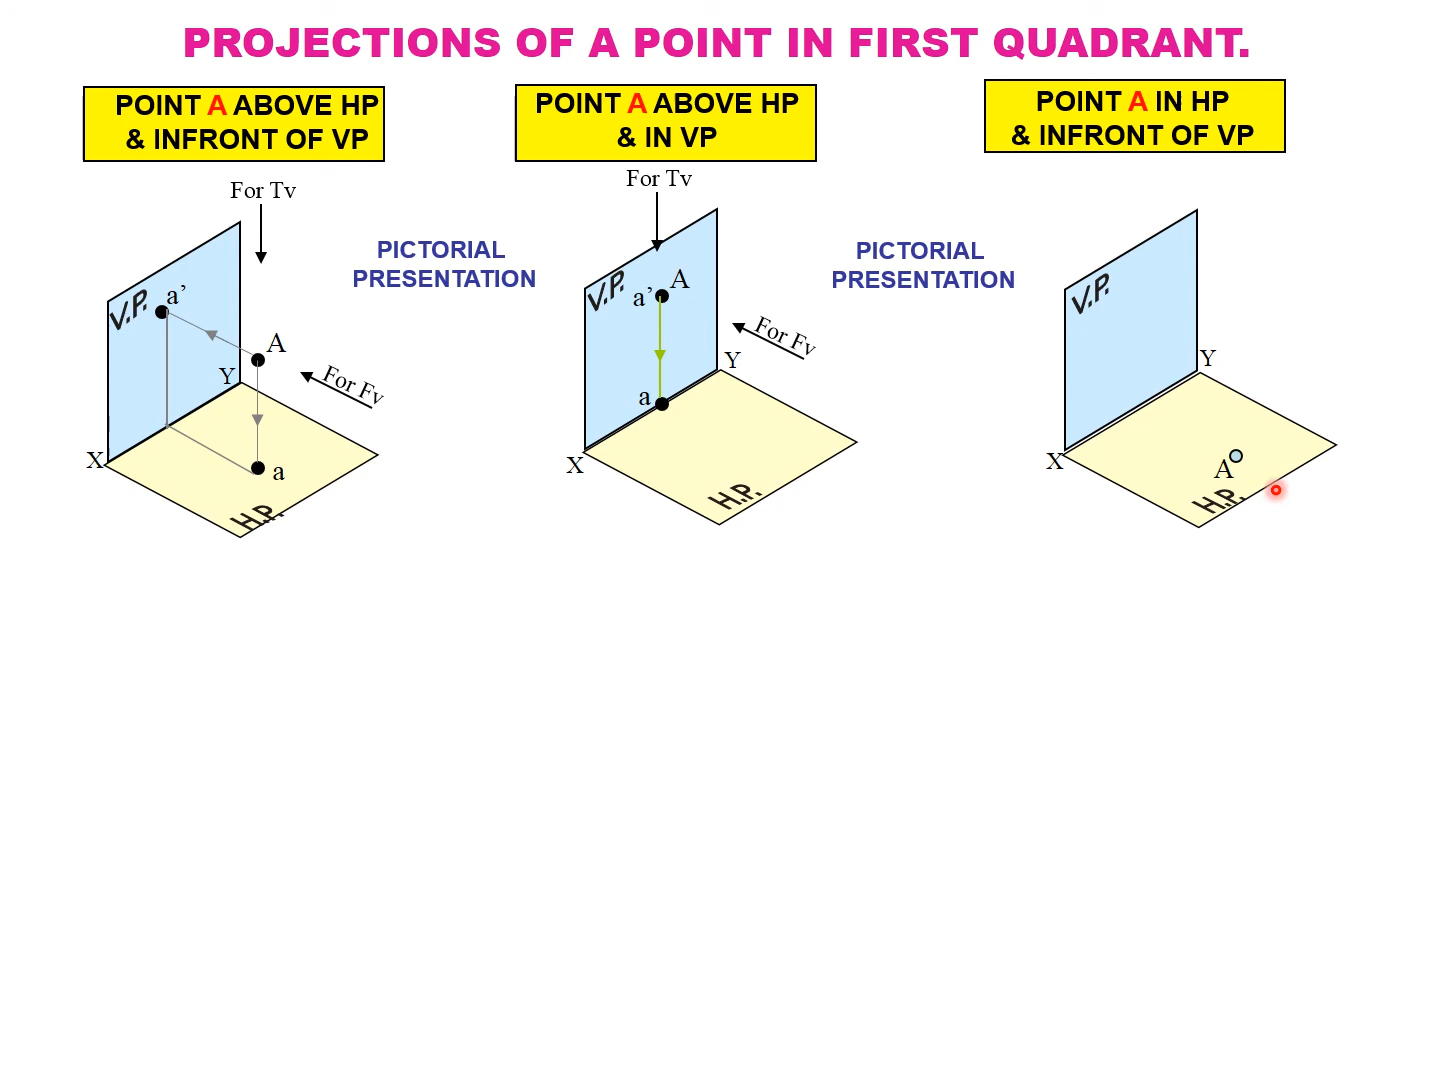 PROJECTIONS OF A POINT IN FIRST QUADRANT.
POINT A ABOVE HP
& INFRONT OF VP
POINT A ABOVE HP
& IN VP
POINT A IN HP
& INFRONT OF VP
For Tv
PICTORIAL
PRESENTATION
V.P.
a’
A
For Fv
Y
X
a
H.P.
For Tv
PICTORIAL
PRESENTATION
V.P.
A
a’
For Fv
Y
a
X
H.P.
V.P.
Y
X
A
H.P.